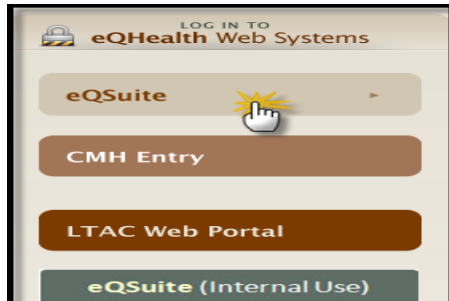 LOG IN TO
eQHealth Web Systems
eQSuite
CMH Entry
LTAC Web Portal
eQSuite (Internal Use)